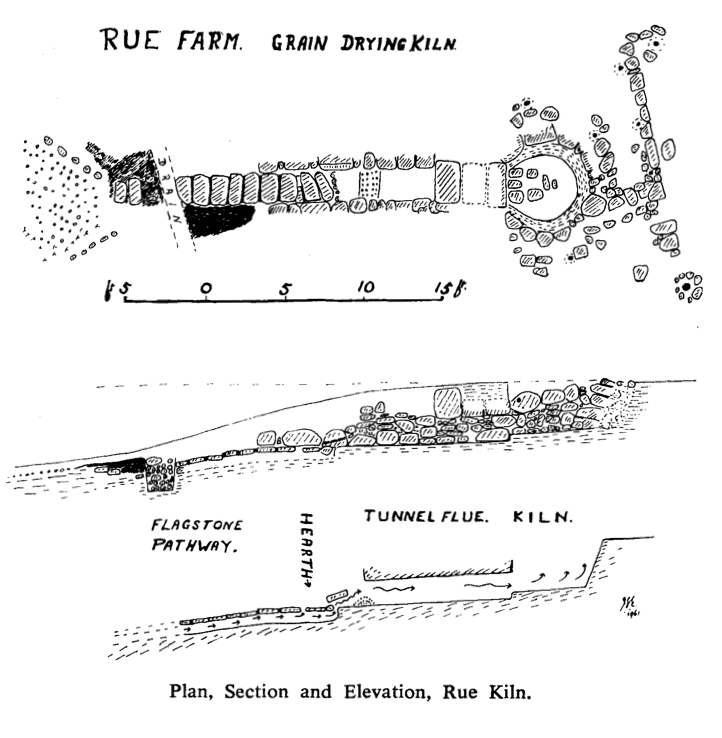 RUE FARM. GRAIN DRYING KILN.
DRAIN
f 5 0 5 10 15 f.
FLAGSTONE
PATHWAY.
HEARTH
TUNNEL FLUE. KILN.
1961
Plan, Section and Elevation, Rue Kiln.